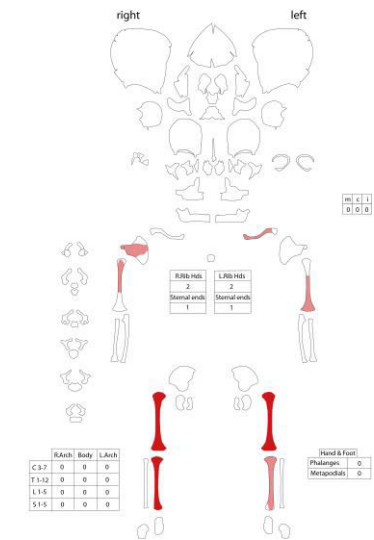 right left
m c i
0 0 0
R.Rib Hds L.Rib Hds
2 2
Sternal ends Sternal ends
1 1
R.Arch Body L.Arch
C 3-7 0 0 0
T 1-12 0 0 0
L 1-5 0 0 0
S 1-5 0 0 0
Hand & Foot
Phalanges 0
Metapodials 0